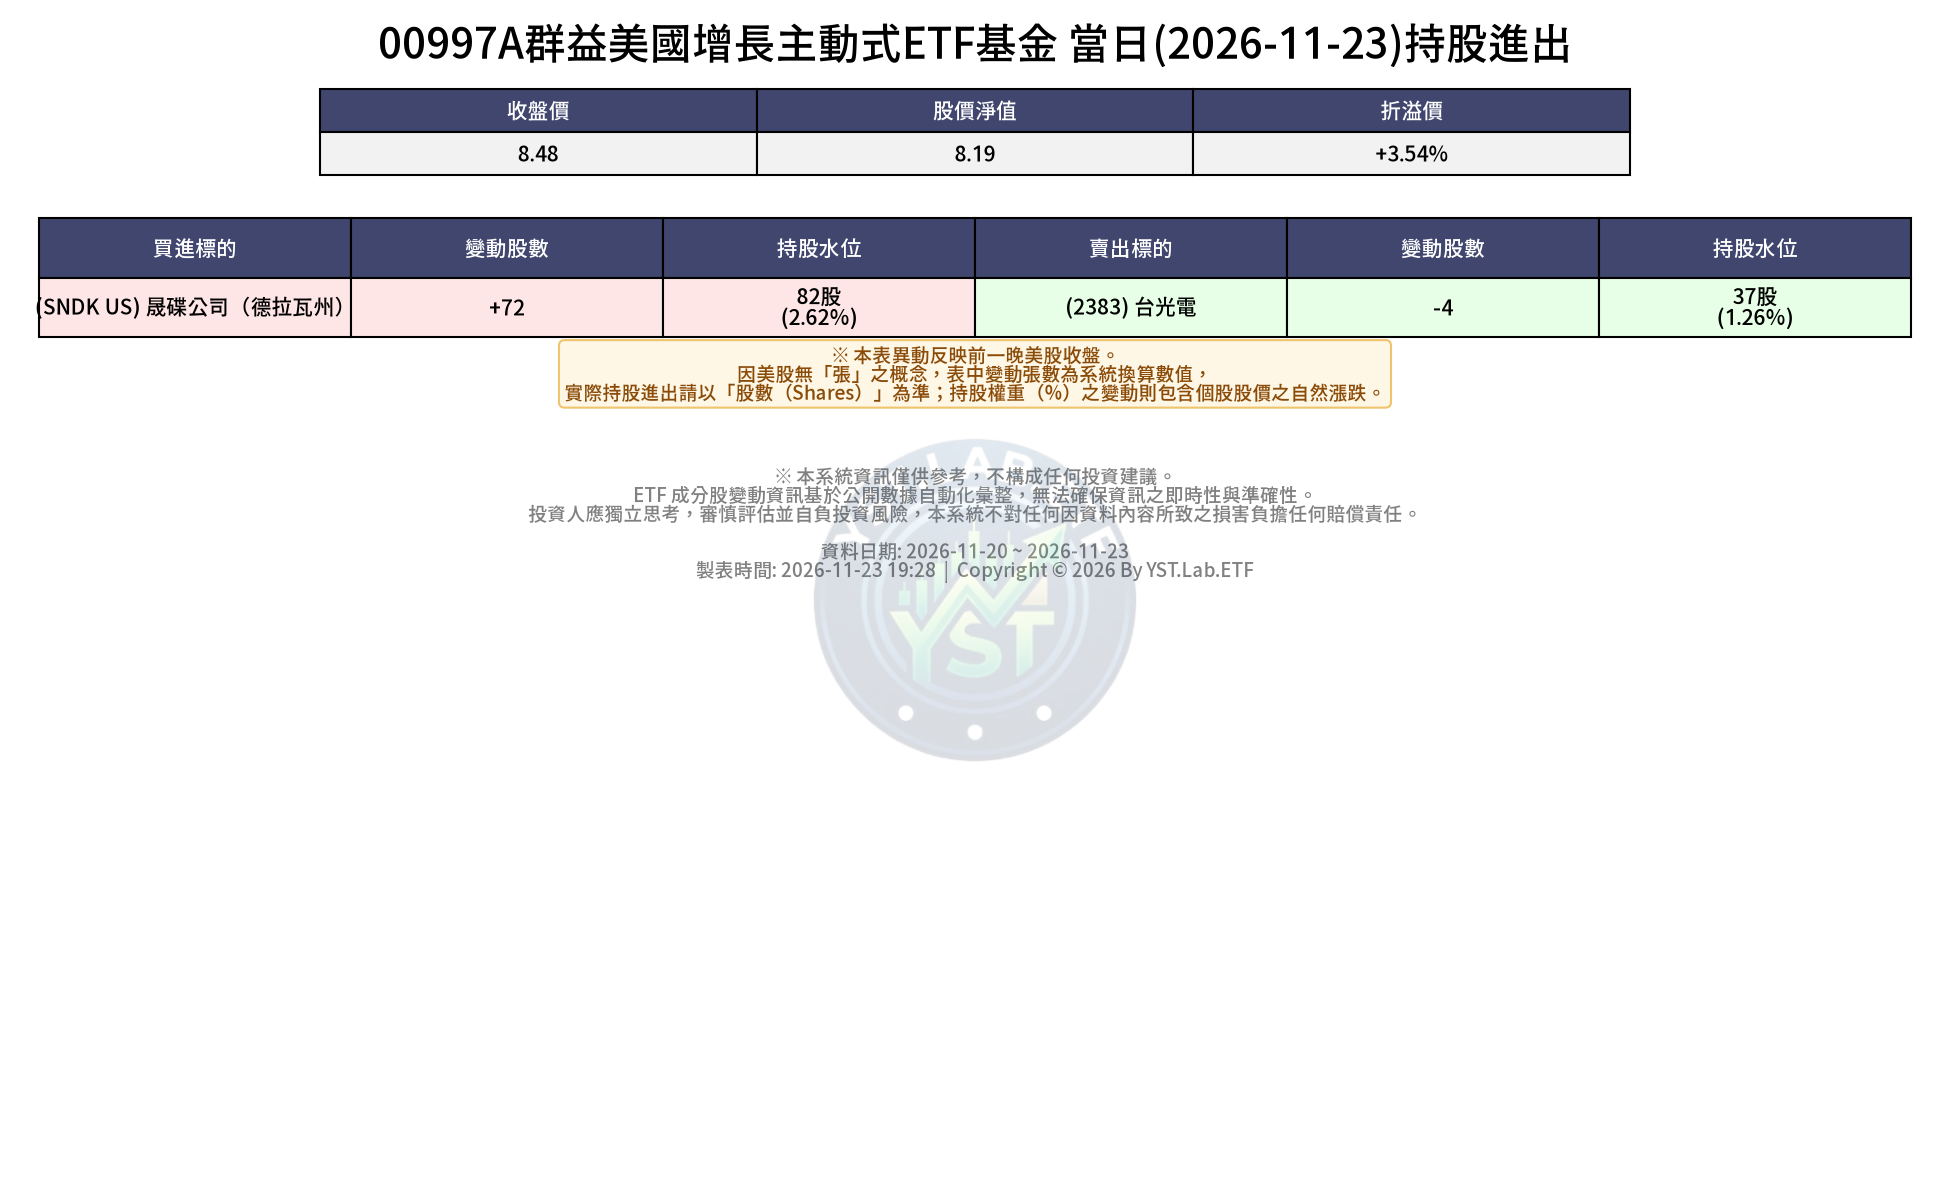 00997A群益美國增長主動式ETF基金 當日(2026-11-23)持股進出
收盤價 股價淨值 折溢價
8.48 8.19 +3.54%
買進標的 變動股數 持股水位 賣出標的 變動股數 持股水位
(SNDK US) 晟碟公司（德拉瓦州） +72 82股 (2.62%) (2383) 台光電 -4 37股 (1.26%)
※ 本表異動反映前一晚美股收盤。
因美股無「張」之概念，表中變動張數為系統換算數值，
實際持股進出請以「股數（Shares）」為準；持股權重（%）之變動則包含個股股價之自然漲跌。
※ 本系統資訊僅供參考，不構成任何投資建議。
ETF 成分股變動資訊基於公開數據自動化彙整，無法確保資訊之即時性與準確性。
投資人應獨立思考，審慎評估並自負投資風險，本系統不對任何因資料內容所致之損害負擔任何賠償責任。
資料日期: 2026-11-20 ~ 2026-11-23
製表時間: 2026-11-23 19:28 | Copyright © 2026 By YST.Lab.ETF
YST